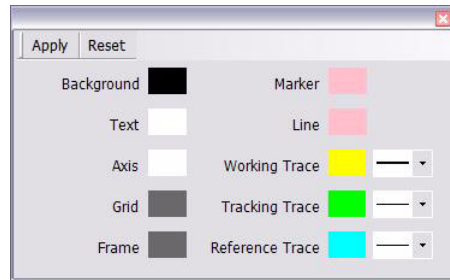 Apply Reset
Background Marker
Text Line
Axis Working Trace
Grid Tracking Trace
Frame Reference Trace